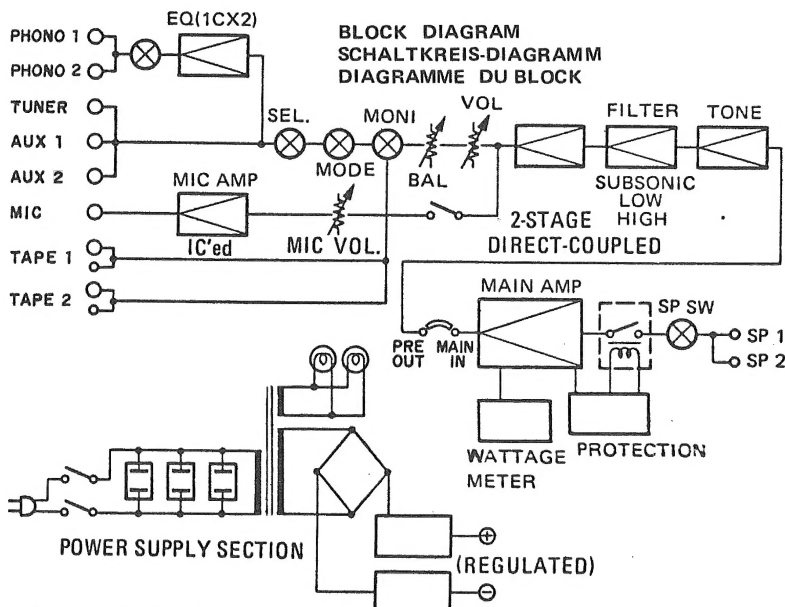 PHONO 1
EQ(1CX2)
BLOCK DIAGRAM
SCHALTKREIS-DIAGRAMM
DIAGRAMME DU BLOCK
PHONO 2
TUNER
SEL.
MONI
VOL
FILTER
TONE
AUX 1
MODE
BAL
AUX 2
MIC AMP
SUBSONIC
LOW
HIGH
MIC
IC'ed
MIC VOL.
2-STAGE
DIRECT-COUPLED
TAPE 1
TAPE 2
MAIN AMP
SP SW
PRE
OUT
MAIN
IN
SP 1
SP 2
WATTAGE
METER
PROTECTION
POWER SUPPLY SECTION
+
(REGULATED)
−